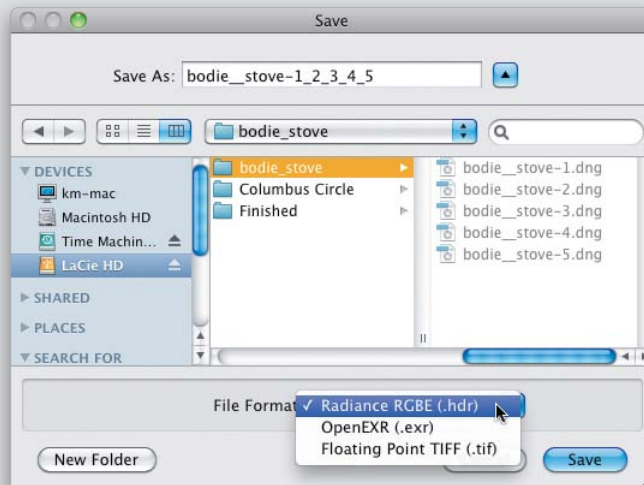 Save
Save As: bodie__stove-1_2_3_4_5
bodie_stove
DEVICES
km-mac
Macintosh HD
Time Machin...
LaCie HD
SHARED
PLACES
SEARCH FOR
bodie_stove
Columbus Circle
Finished
bodie__stove-1.dng
bodie__stove-2.dng
bodie__stove-3.dng
bodie__stove-4.dng
bodie__stove-5.dng
File Format
Radiance RGBE (.hdr)
OpenEXR (.exr)
Floating Point TIFF (.tif)
New Folder
Save